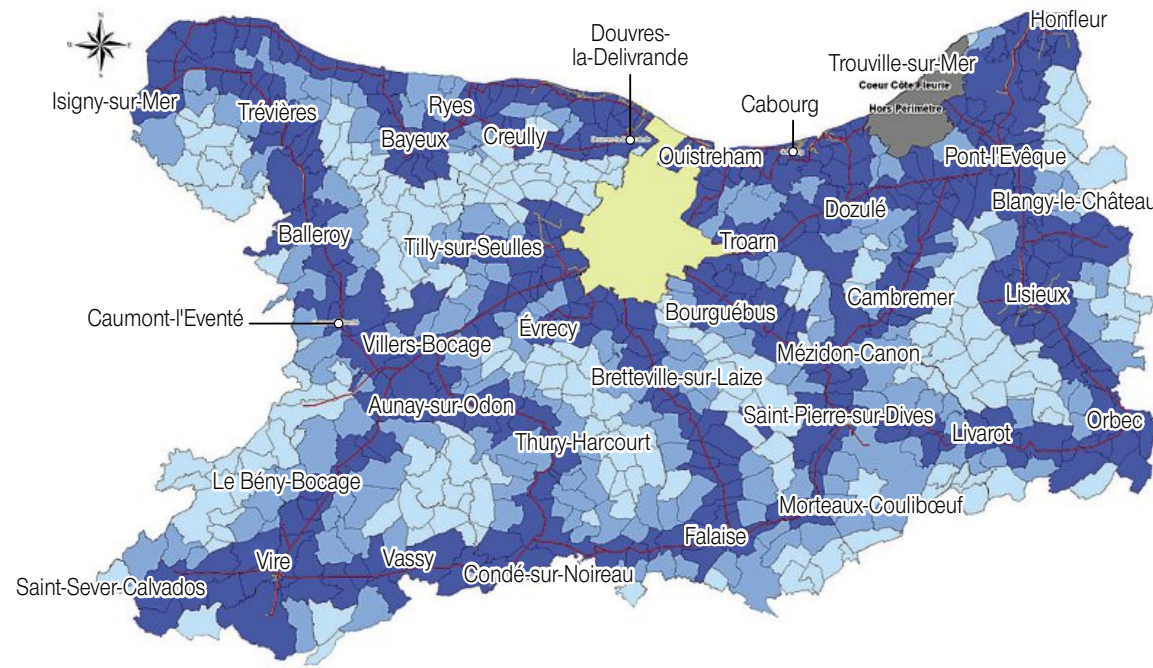 Honfleur
Douvres-
la-Delivrande
Trouville-sur-Mer
Coeur Côte Fleurie
Hors Périmètre
Isigny-sur-Mer
Trévières
Ryes
Cabourg
Bayeux
Creully
Ouistreham
Pont-l'Evêque
Blangy-le-Château
Dozulé
Balleroy
Tilly-sur-Seulles
Troarn
Cambremer
Lisieux
Caumont-l'Eventé
Bourguébus
Évrecy
Villers-Bocage
Mézidon-Canon
Bretteville-sur-Laize
Aunay-sur-Odon
Saint-Pierre-sur-Dives
Orbec
Livarot
Thury-Harcourt
Le Bény-Bocage
Morteaux-Coulibœuf
Falaise
Vire
Vassy
Condé-sur-Noireau
Saint-Sever-Calvados